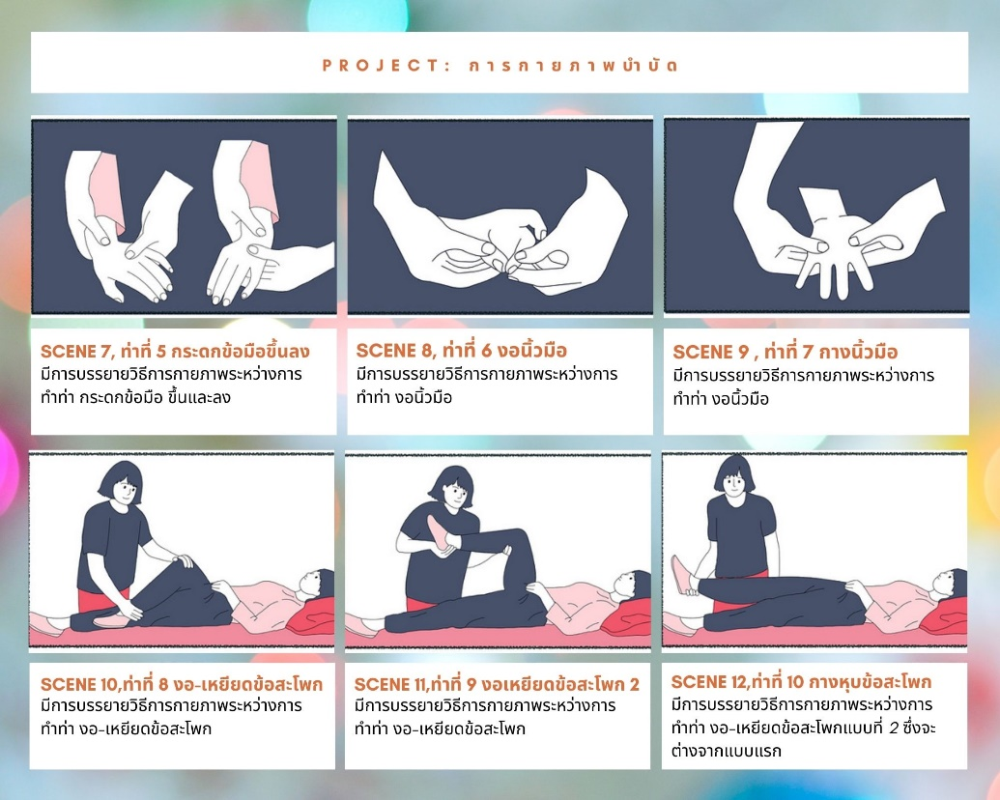 PROJECT: การกายภาพบำบัด
SCENE 7, ท่าที่ 5 กระดกข้อมือขึ้นลง
มีการบรรยายวิธีการกายภาพระหว่างการ
ทำท่า กระดกข้อมือ ขึ้นและลง
SCENE 8, ท่าที่ 6 งอนิ้วมือ
มีการบรรยายวิธีการกายภาพระหว่างการ
ทำท่า งอนิ้วมือ
SCENE 9 , ท่าที่ 7 กางนิ้วมือ
มีการบรรยายวิธีการกายภาพระหว่างการ
ทำท่า งอนิ้วมือ
SCENE 10,ท่าที่ 8 งอ-เหยียดข้อสะโพก
มีการบรรยายวิธีการกายภาพระหว่างการ
ทำท่า งอ-เหยียดข้อสะโพก
SCENE 11,ท่าที่ 9 งอเหยียดข้อสะโพก 2
มีการบรรยายวิธีการกายภาพระหว่างการ
ทำท่า งอ-เหยียดข้อสะโพก
SCENE 12,ท่าที่ 10 กางหุบข้อสะโพก
มีการบรรยายวิธีการกายภาพระหว่างการ
ทำท่า งอ-เหยียดข้อสะโพกแบบที่ 2 ซึ่งจะ
ต่างจากแบบแรก